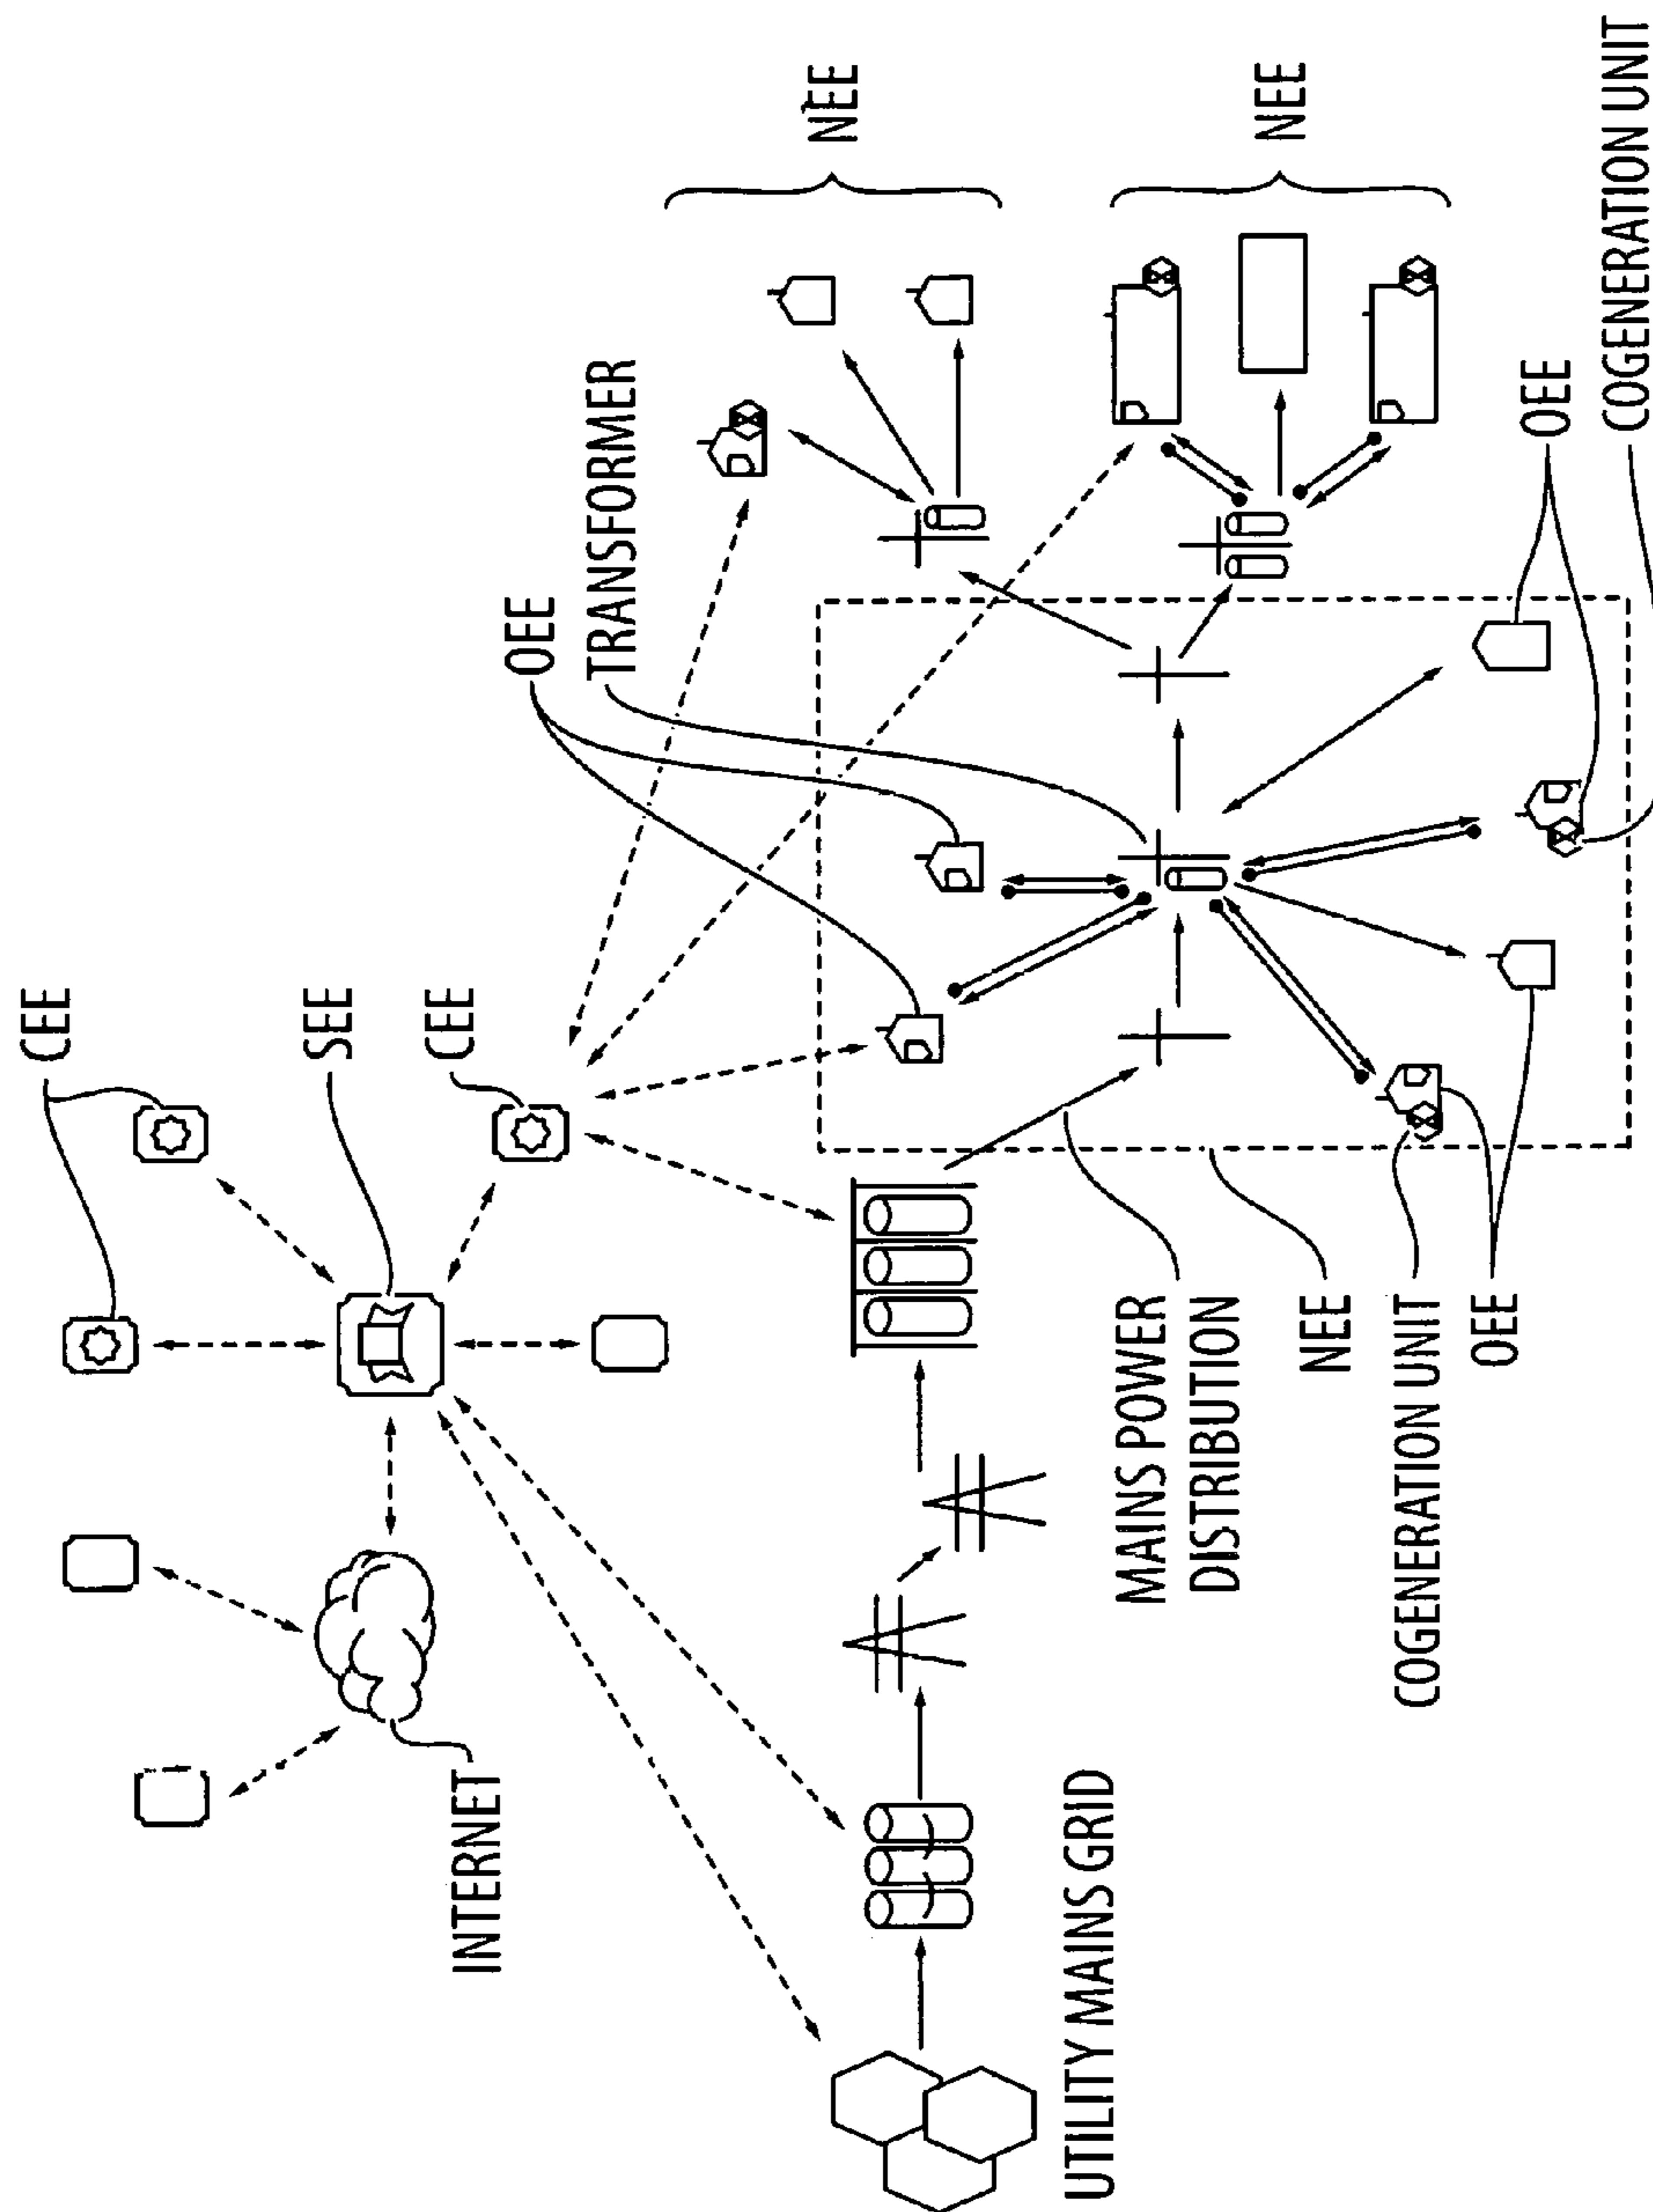 CEE
SEE
CEE
INTERNET
OEE
TRANSFORMER
NEE
NEE
UTILITY MAINS GRID
MAINS POWER
DISTRIBUTION
NEE
COGENERATION UNIT
OEE
OEE
COGENERATION UNIT